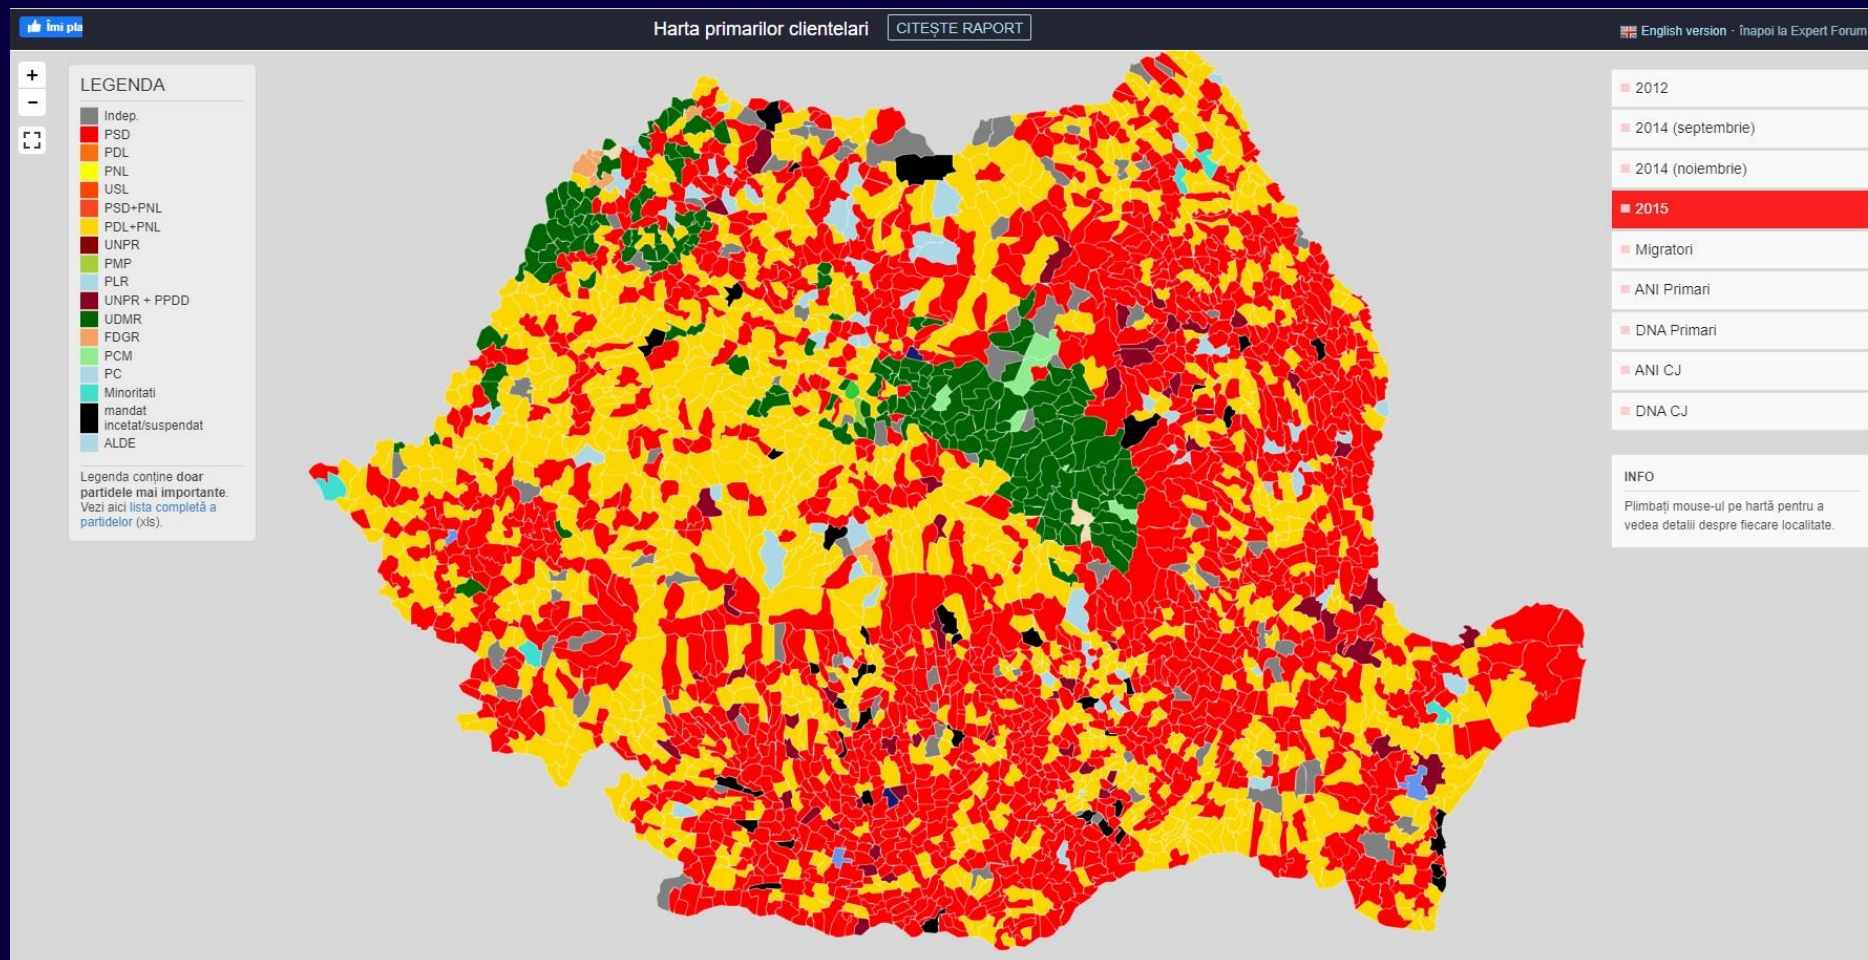 Îmi pla
Harta primarilor clientelari
CITEȘTE RAPORT
English version - înapoi la Expert Forum
+
−
LEGENDA
Indep.
PSD
PDL
PNL
USL
PSD+PNL
PDL+PNL
UNPR
PMP
PLR
UNPR + PPDD
UDMR
FDGR
PCM
PC
Minoritati
mandat
incetat/suspendat
ALDE
Legenda conține doar
partidele mai importante.
Vezi aici lista completă a
partidelor (xls).
2012
2014 (septembrie)
2014 (noiembrie)
2015
Migratori
ANI Primari
DNA Primari
ANI CJ
DNA CJ
INFO
Plimbați mouse-ul pe hartă pentru a
vedea detalii despre fiecare localitate.